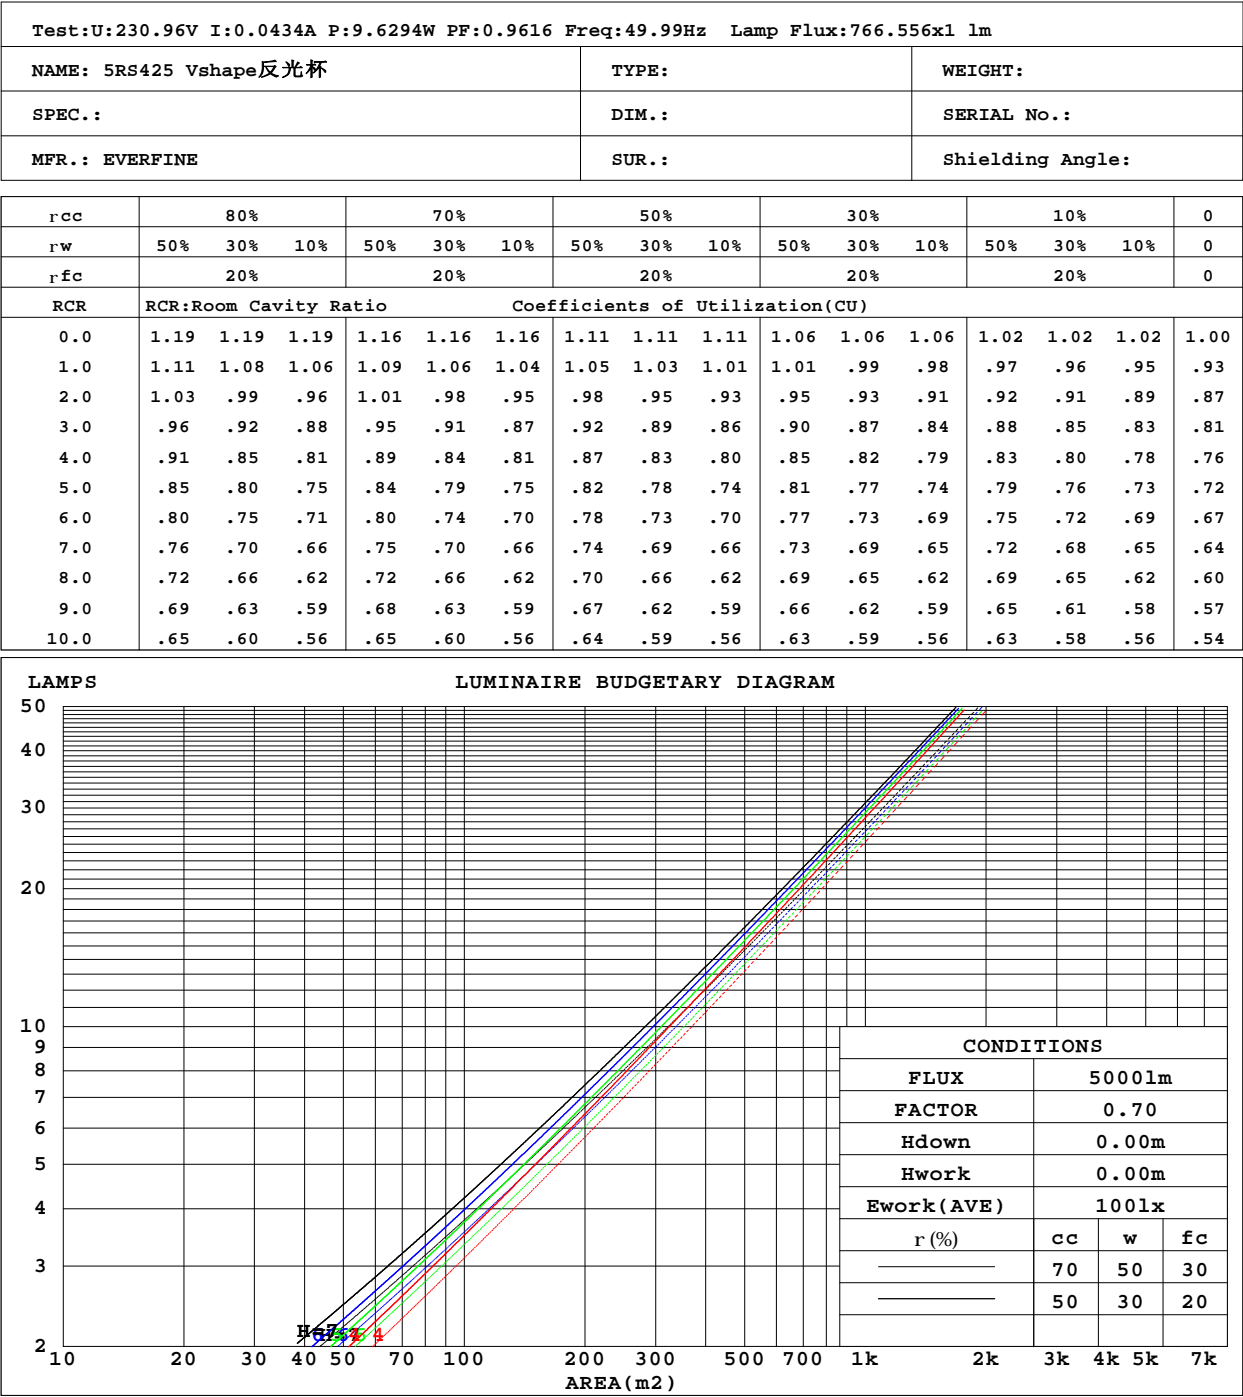 Test:U:230.96V I:0.0434A P:9.6294W PF:0.9616 Freq:49.99Hz Lamp Flux:766.556x1 lm
NAME: 5RS425 Vshape反光杯 TYPE: WEIGHT:
SPEC.: DIM.: SERIAL No.:
MFR.: EVERFINE SUR.: Shielding Angle:
rcc 80% 70% 50% 30% 10% 0
rw 50% 30% 10% 50% 30% 10% 50% 30% 10% 50% 30% 10% 50% 30% 10% 0
rfc 20% 20% 20% 20% 20% 0
RCR RCR:Room Cavity Ratio Coefficients of Utilization(CU)
0.0 1.19 1.19 1.19 1.16 1.16 1.16 1.11 1.11 1.11 1.06 1.06 1.06 1.02 1.02 1.02 1.00
1.0 1.11 1.08 1.06 1.09 1.06 1.04 1.05 1.03 1.01 1.01 .99 .98 .97 .96 .95 .93
2.0 1.03 .99 .96 1.01 .98 .95 .98 .95 .93 .95 .93 .91 .92 .91 .89 .87
3.0 .96 .92 .88 .95 .91 .87 .92 .89 .86 .90 .87 .84 .88 .85 .83 .81
4.0 .91 .85 .81 .89 .84 .81 .87 .83 .80 .85 .82 .79 .83 .80 .78 .76
5.0 .85 .80 .75 .84 .79 .75 .82 .78 .74 .81 .77 .74 .79 .76 .73 .72
6.0 .80 .75 .71 .80 .74 .70 .78 .73 .70 .77 .73 .69 .75 .72 .69 .67
7.0 .76 .70 .66 .75 .70 .66 .74 .69 .66 .73 .69 .65 .72 .68 .65 .64
8.0 .72 .66 .62 .72 .66 .62 .70 .66 .62 .69 .65 .62 .69 .65 .62 .60
9.0 .69 .63 .59 .68 .63 .59 .67 .62 .59 .66 .62 .59 .65 .61 .58 .57
10.0 .65 .60 .56 .65 .60 .56 .64 .59 .56 .63 .59 .56 .63 .58 .56 .54
LAMPS LUMINAIRE BUDGETARY DIAGRAM
50
40
30
20
10
9
8
7
6
5
4
3
2
CONDITIONS
FLUX 5000lm
FACTOR 0.70
Hdown 0.00m
Hwork 0.00m
Ework(AVE) 100lx
r (%) cc w fc
70 50 30
50 30 20
4
10 20 30 40 50 70 100 200 300 500 700 1k 2k 3k 4k 5k 7k
AREA(m2)